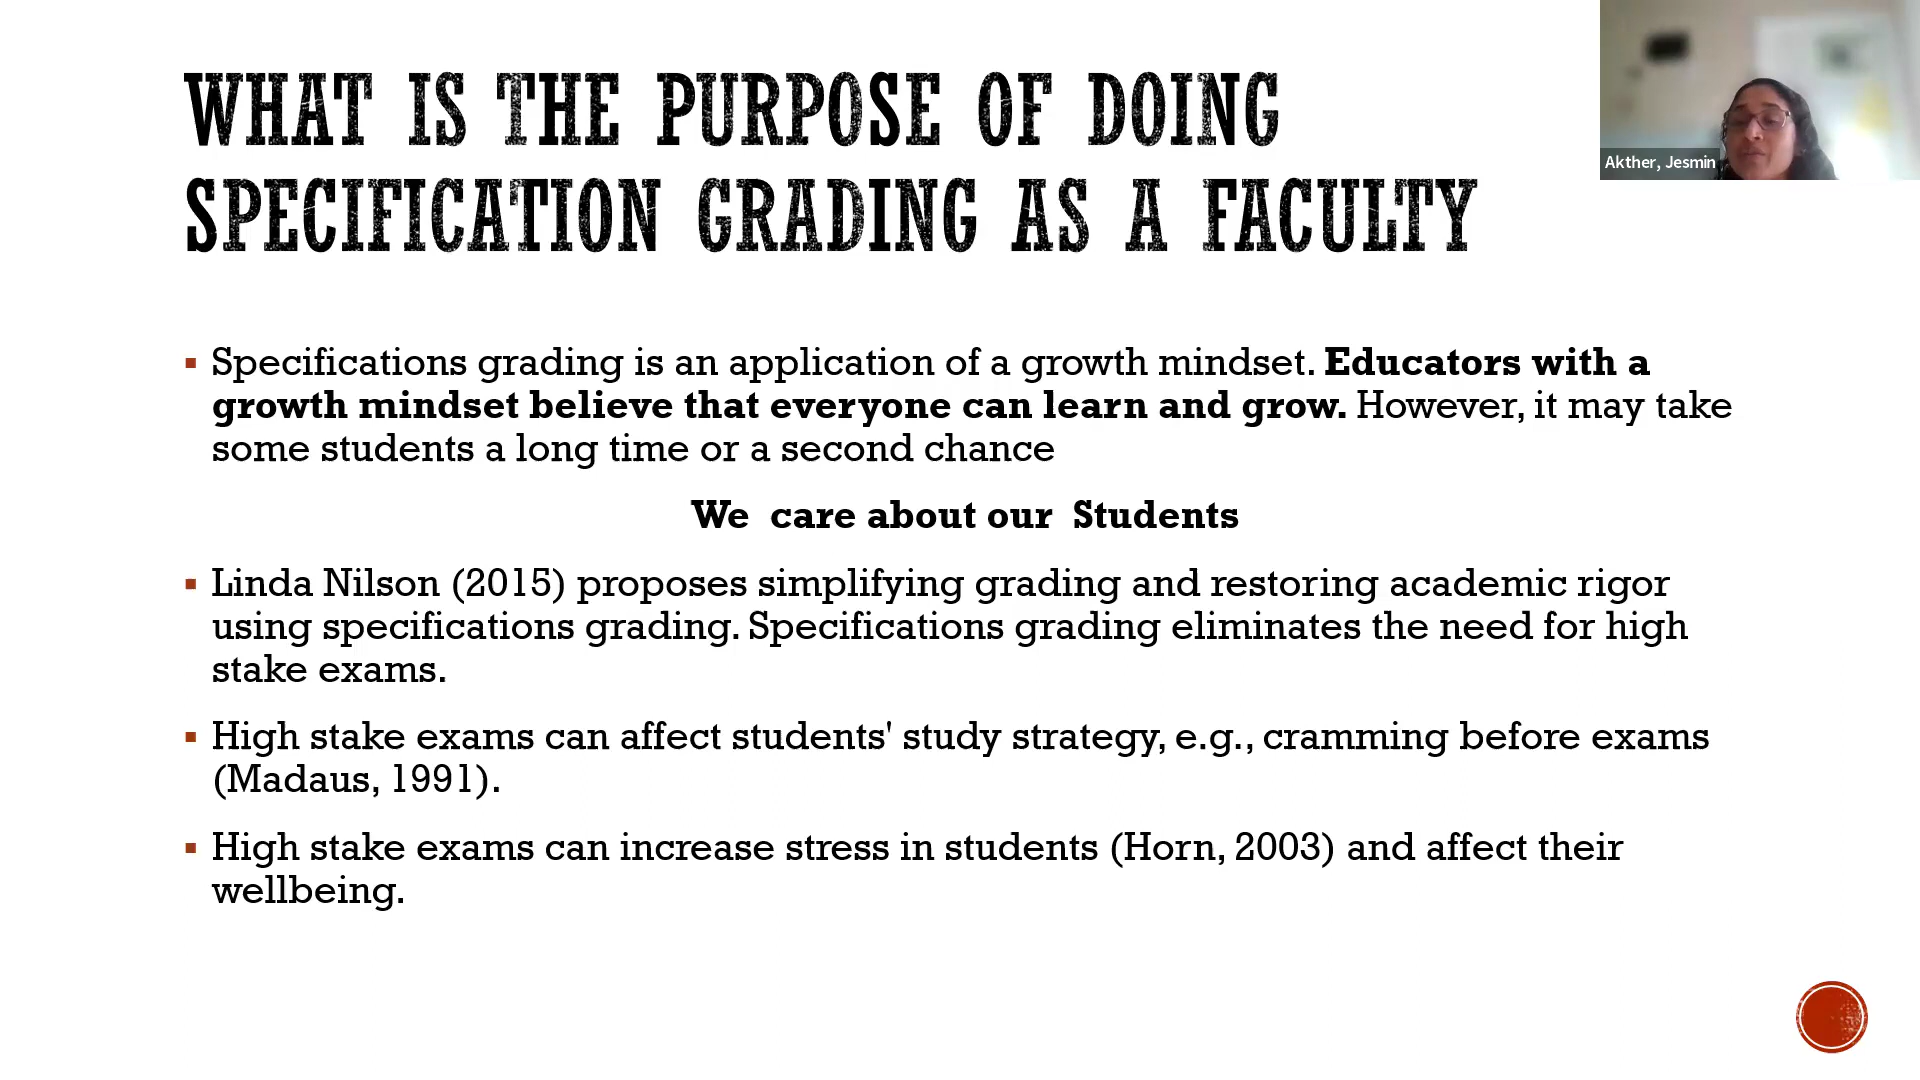 WHAT IS THE PURPOSE OF DOING
SPECIFICATION GRADING AS A FACULTY
Akther, Jesmin
Specifications grading is an application of a growth mindset. Educators with a
growth mindset believe that everyone can learn and grow. However, it may take
some students a long time or a second chance
We care about our Students
Linda Nilson (2015) proposes simplifying grading and restoring academic rigor
using specifications grading. Specifications grading eliminates the need for high
stake exams.
High stake exams can affect students' study strategy, e.g., cramming before exams
(Madaus, 1991).
High stake exams can increase stress in students (Horn, 2003) and affect their
wellbeing.